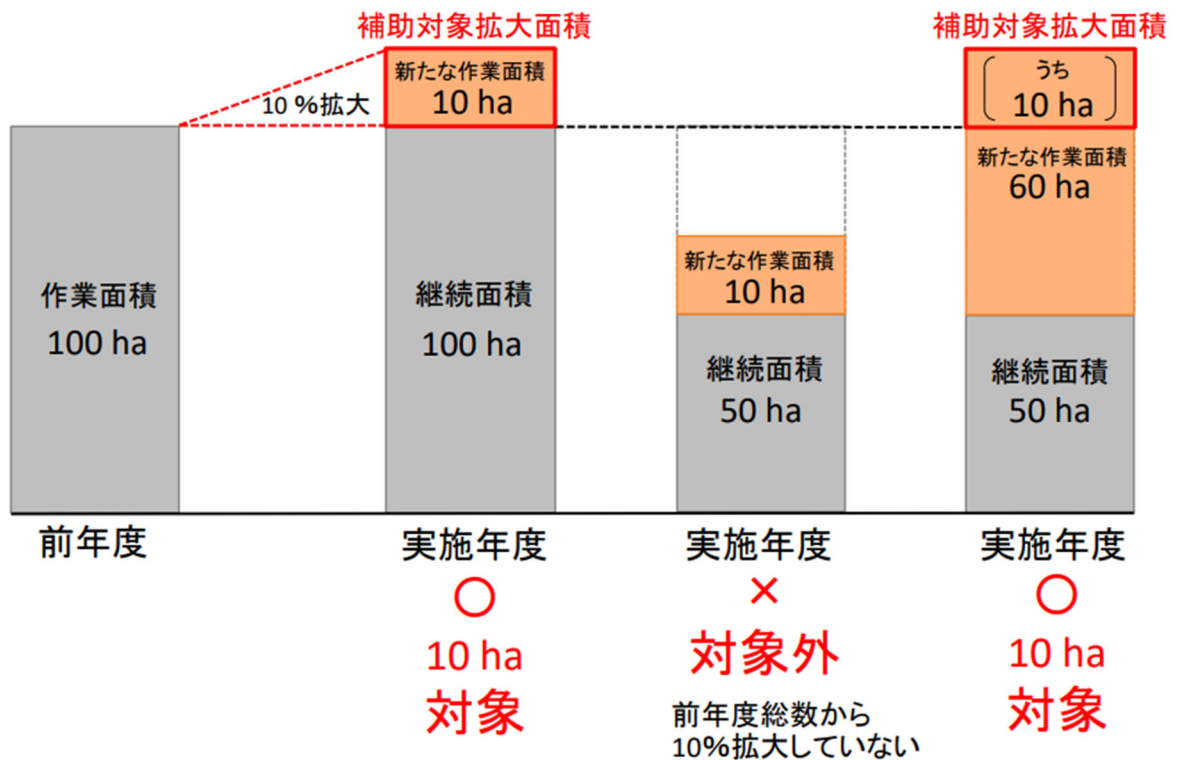 補助対象拡大面積
補助対象拡大面積
10 %拡大
新たな作業面積
10 ha
うち
10 ha
新たな作業面積
60 ha
新たな作業面積
10 ha
作業面積
100 ha
継続面積
100 ha
継続面積
50 ha
継続面積
50 ha
前年度
実施年度
〇
10 ha
対象
実施年度
×
対象外
前年度総数から
10%拡大していない
実施年度
〇
10 ha
対象